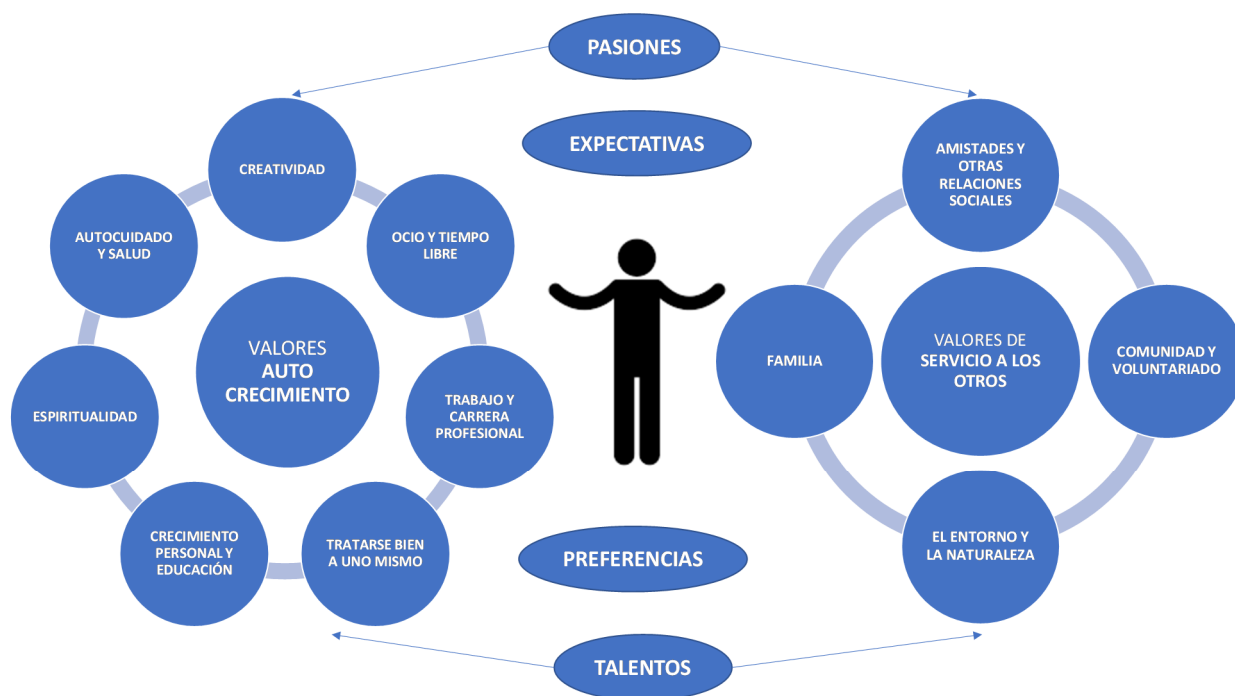 PASIONES
EXPECTATIVAS
CREATIVIDAD
AUTOCUIDADO
Y SALUD
OCIO Y TIEMPO
LIBRE
VALORES
AUTO
CRECIMIENTO
ESPIRITUALIDAD
TRABAJO Y
CARRERA
PROFESIONAL
CRECIMIENTO
PERSONAL Y
EDUCACIÓN
TRATARSE BIEN
A UNO MISMO
AMISTADES Y
OTRAS
RELACIONES
SOCIALES
FAMILIA
VALORES DE
SERVICIO A LOS
OTROS
COMUNIDAD Y
VOLUNTARIADO
EL ENTORNO Y
LA NATURALEZA
PREFERENCIAS
TALENTOS